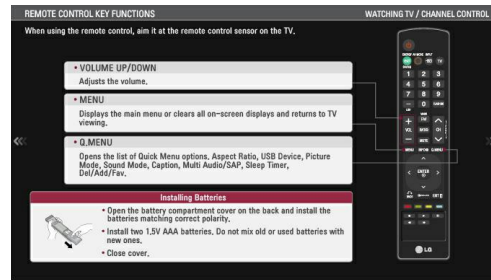 REMOTE CONTROL KEY FUNCTIONS
WATCHING TV / CHANNEL CONTROL
When using the remote control, aim it at the remote control sensor on the TV.
• VOLUME UP/DOWN
Adjusts the volume.
• MENU
Displays the main menu or clears all on-screen displays and returns to TV
viewing.
• Q.MENU
Opens the list of Quick Menu options, Aspect Ratio, USB Device, Picture
Mode, Sound Mode, Caption, Multi Audio/SAP, Sleep Timer,
Del/Add/Fav.
Installing Batteries
• Open the battery compartment cover on the back and install the
batteries matching correct polarity.
• Install two 1,5V AAA batteries. Do not mix old or used batteries with
new ones.
• Close cover.
TV
1 2 3
4 5 6
7 8 9
0
VOL CH
MUTE
MENU INFO Q.MENU
ENTER
LG